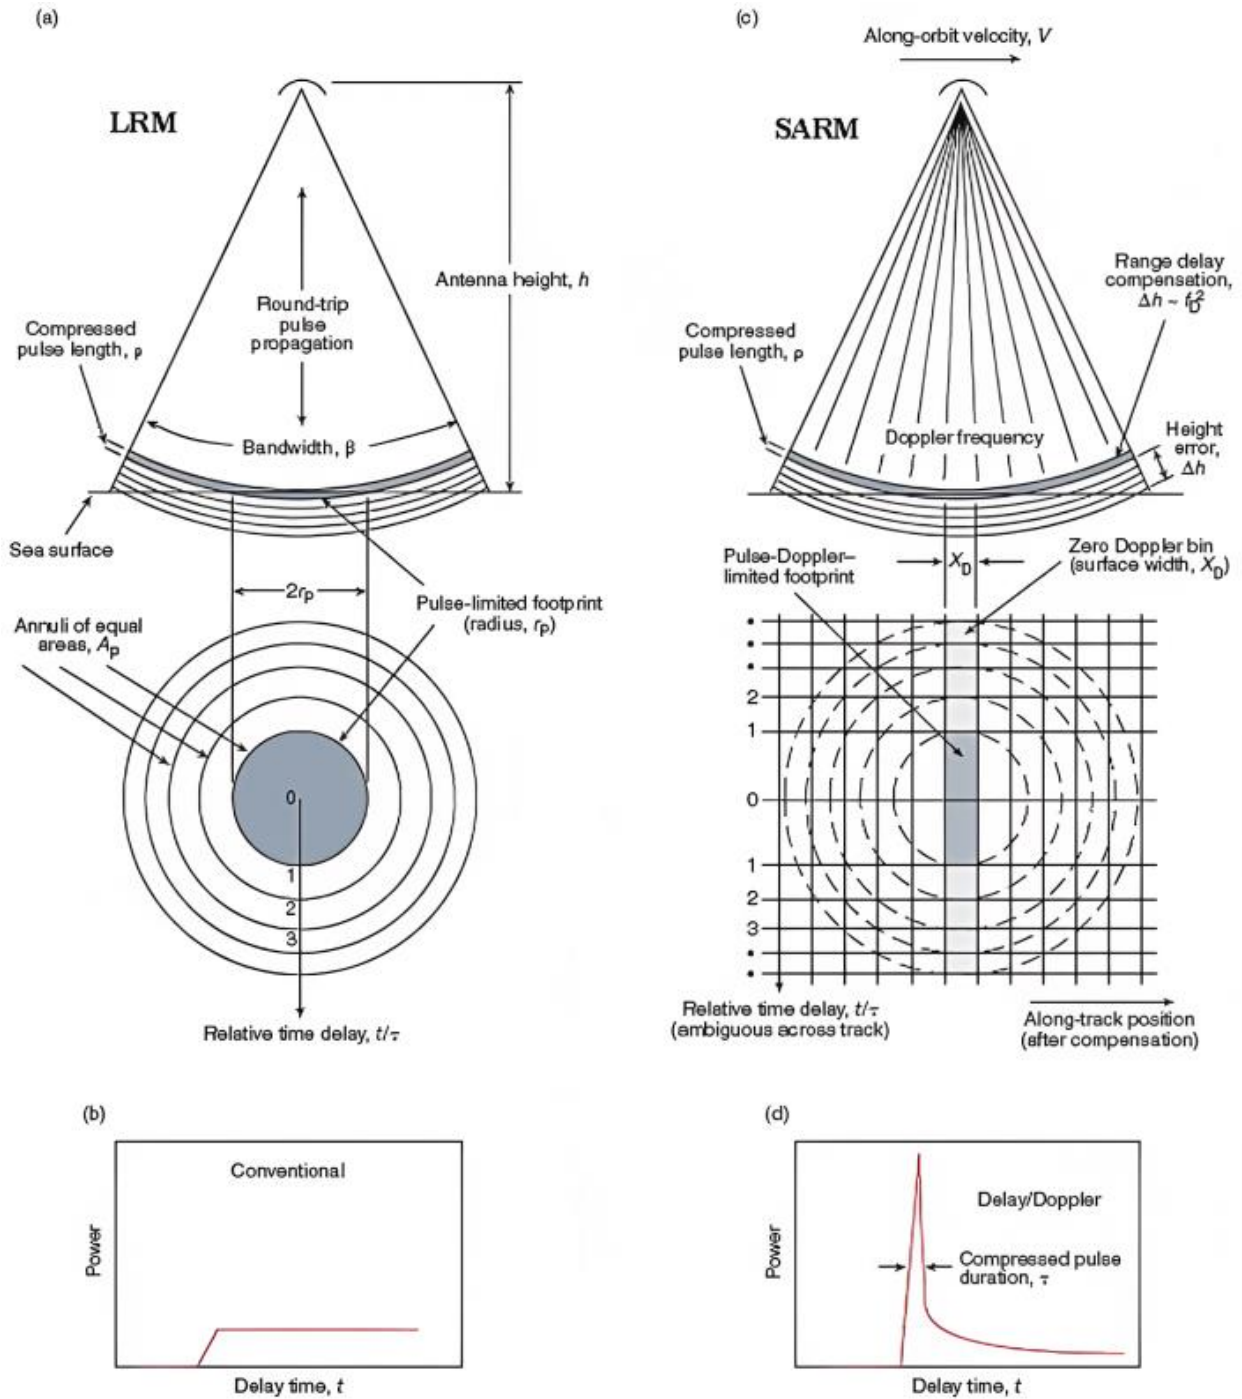 (a)
LRM
Antenna height, h
Round-trip
pulse
propagation
Compressed
pulse length, ρ
Bandwidth, β
Sea surface
2rp
Pulse-limited footprint
(radius, rp)
Annuli of equal
areas, Ap
0
1
2
3
Relative time delay, t/τ
(b)
Conventional
Power
Delay time, t
(c)
Along-orbit velocity, V
SARM
Range delay
compensation,
Δh ~ fD2
Compressed
pulse length, ρ
Doppler frequency
Height
error,
Δh
Pulse-Doppler–
limited footprint
XD
Zero Doppler bin
(surface width, XD)
2
1
0
1
2
3
Relative time delay, t/τ
(ambiguous across track)
Along-track position
(after compensation)
(d)
Delay/Doppler
Power
Compressed pulse
duration, τ
Delay time, t